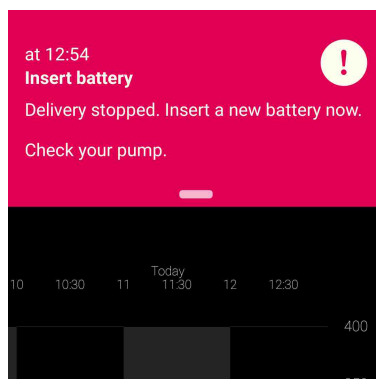 at 12:54
Insert battery
Delivery stopped. Insert a new battery now.
Check your pump.
Today
10 10:30 11 11:30 12 12:30
400